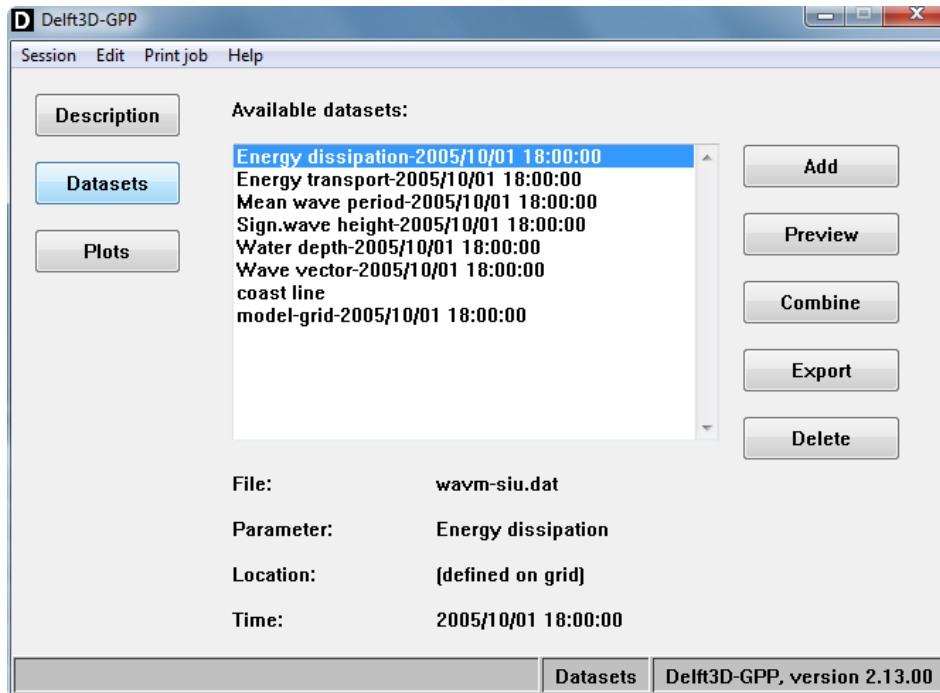 D Delft3D-GPP
Session Edit Print job Help
Description
Datasets
Plots
Available datasets:
Energy dissipation-2005/10/01 18:00:00
Energy transport-2005/10/01 18:00:00
Mean wave period-2005/10/01 18:00:00
Sign.wave height-2005/10/01 18:00:00
Water depth-2005/10/01 18:00:00
Wave vector-2005/10/01 18:00:00
coast line
model-grid-2005/10/01 18:00:00
Add
Preview
Combine
Export
Delete
File: wavm-siu.dat
Parameter: Energy dissipation
Location: (defined on grid)
Time: 2005/10/01 18:00:00
Datasets Delft3D-GPP, version 2.13.00